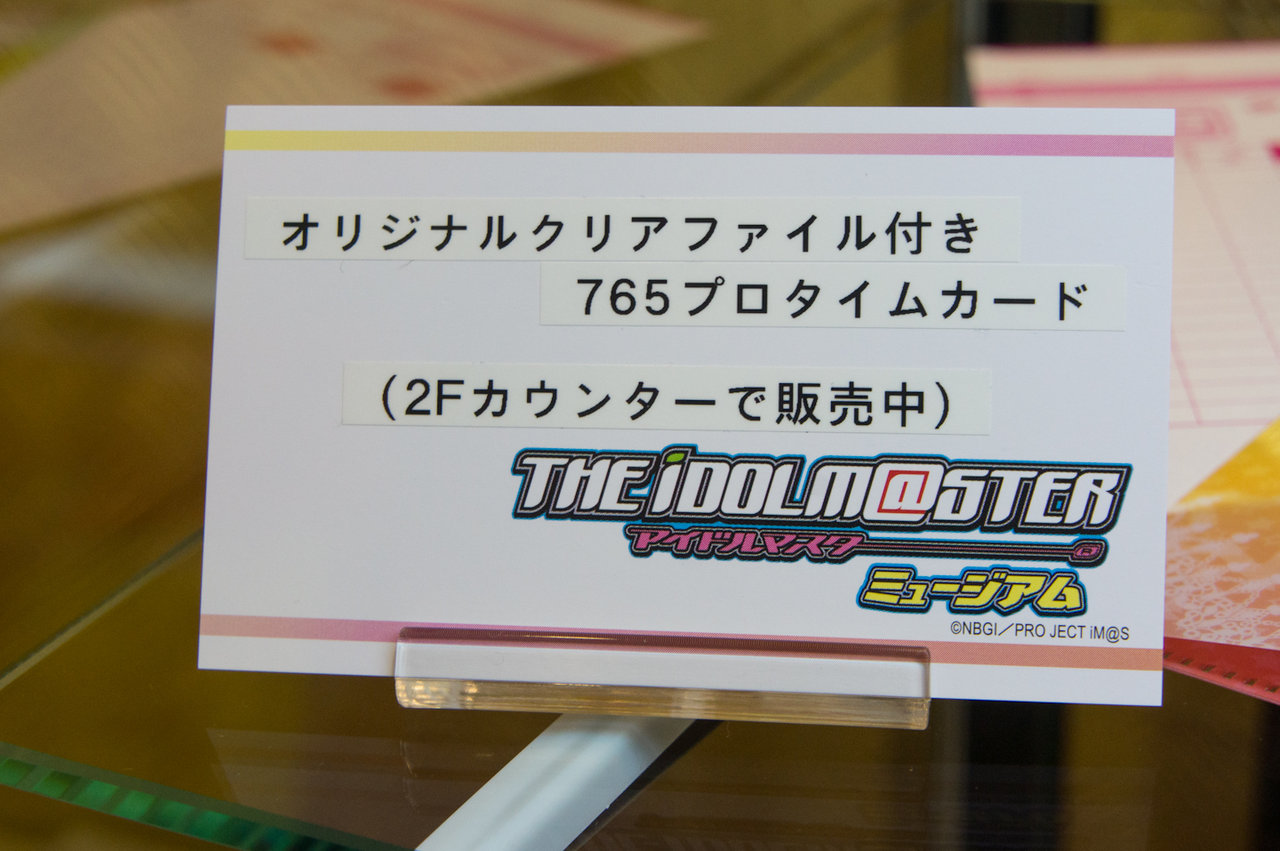 オリジナルクリアファイル付き
765プロタイムカード
(2Fカウンターで販売中)
THE iDOLM@STER
アイドルマスター
ミュージアム
©NBGI／PRO JECT iM@S